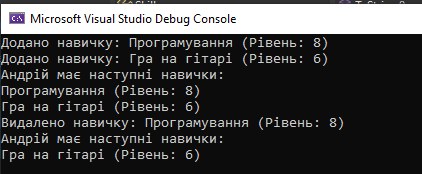 Microsoft Visual Studio Debug Console
Додано навичку: Програмування (Рівень: 8)
Додано навичку: Гра на гітарі (Рівень: 6)
Андрій має наступні навички:
Програмування (Рівень: 8)
Гра на гітарі (Рівень: 6)
Видалено навичку: Програмування (Рівень: 8)
Андрій має наступні навички:
Гра на гітарі (Рівень: 6)